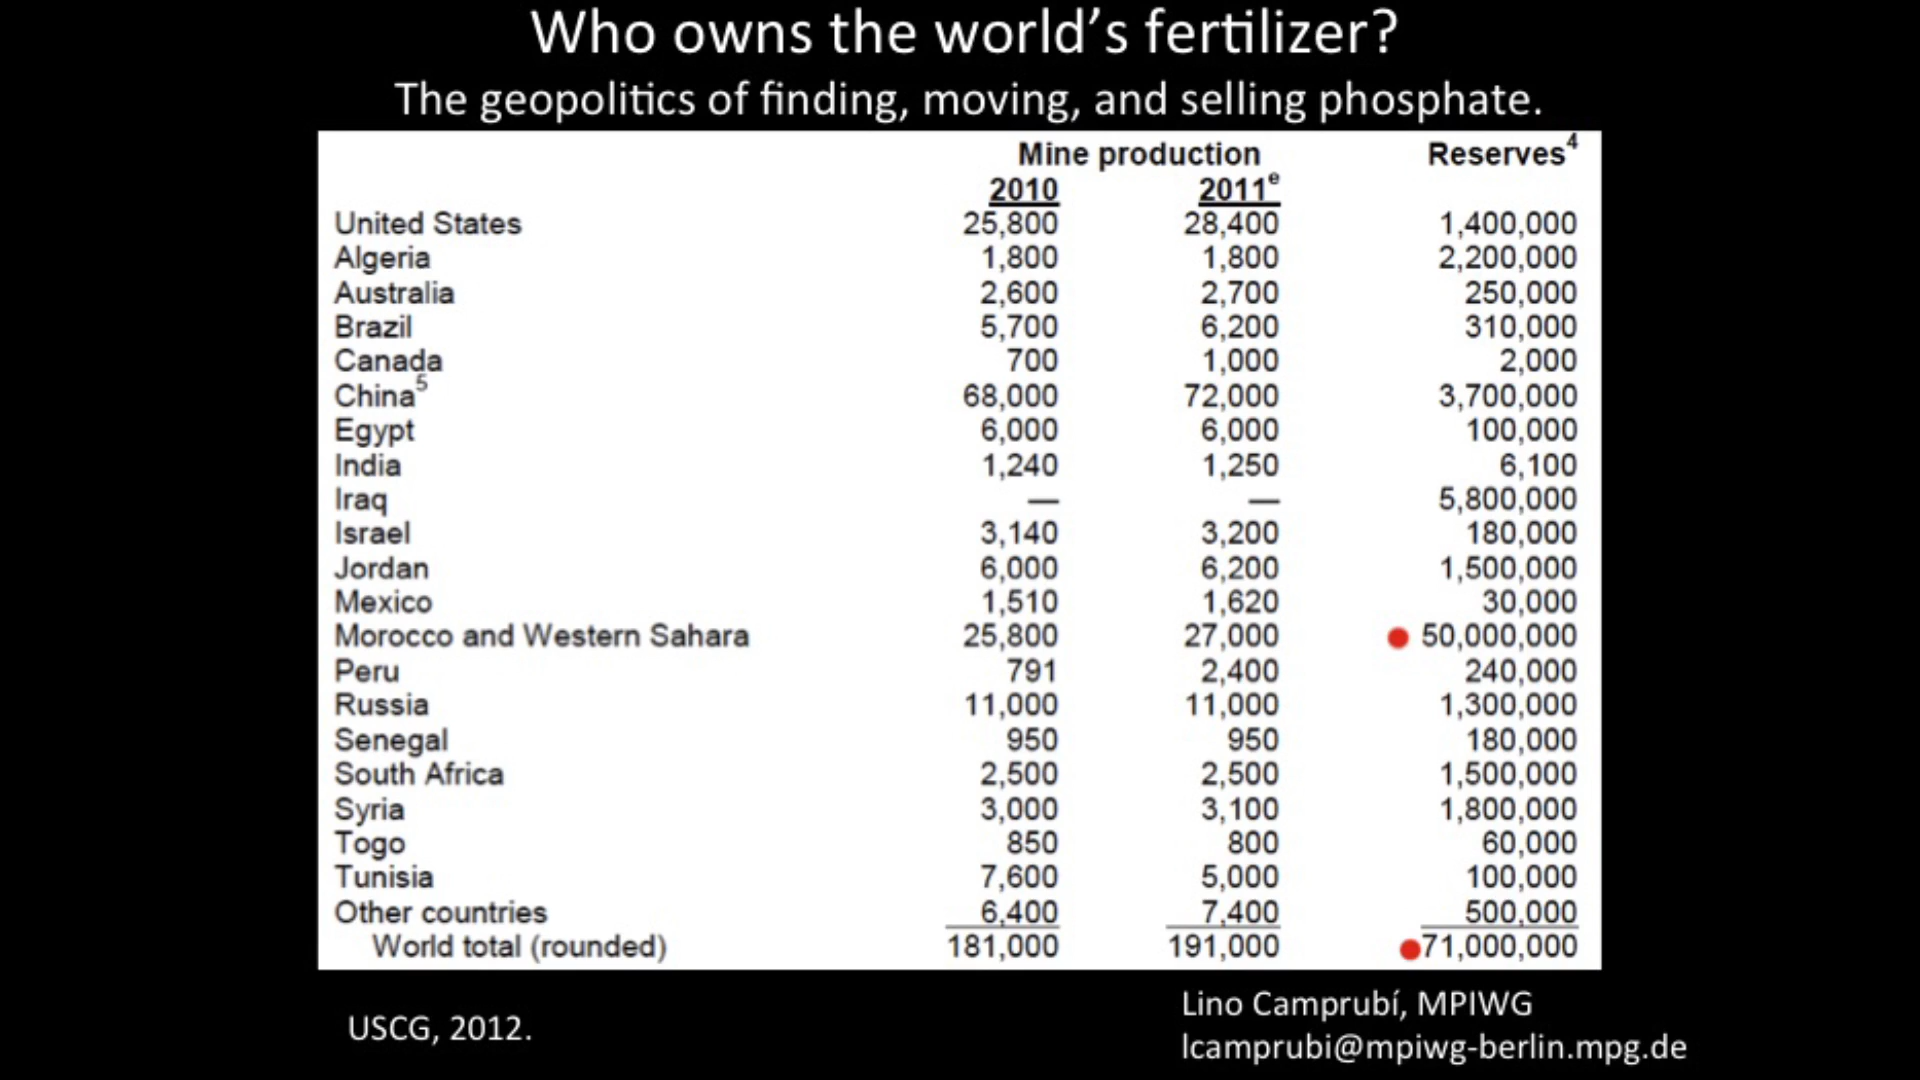 Who owns the world's fertilizer?
The geopolitics of finding, moving, and selling phosphate.
Mine production Reserves⁴
2010 2011ᵉ
United States 25,800 28,400 1,400,000
Algeria 1,800 1,800 2,200,000
Australia 2,600 2,700 250,000
Brazil 5,700 6,200 310,000
Canada 700 1,000 2,000
China⁵ 68,000 72,000 3,700,000
Egypt 6,000 6,000 100,000
India 1,240 1,250 6,100
Iraq — — 5,800,000
Israel 3,140 3,200 180,000
Jordan 6,000 6,200 1,500,000
Mexico 1,510 1,620 30,000
Morocco and Western Sahara 25,800 27,000 50,000,000
Peru 791 2,400 240,000
Russia 11,000 11,000 1,300,000
Senegal 950 950 180,000
South Africa 2,500 2,500 1,500,000
Syria 3,000 3,100 1,800,000
Togo 850 800 60,000
Tunisia 7,600 5,000 100,000
Other countries 6,400 7,400 500,000
World total (rounded) 181,000 191,000 71,000,000
USCG, 2012.
Lino Camprubí, MPIWG
lcamprubi@mpiwg-berlin.mpg.de